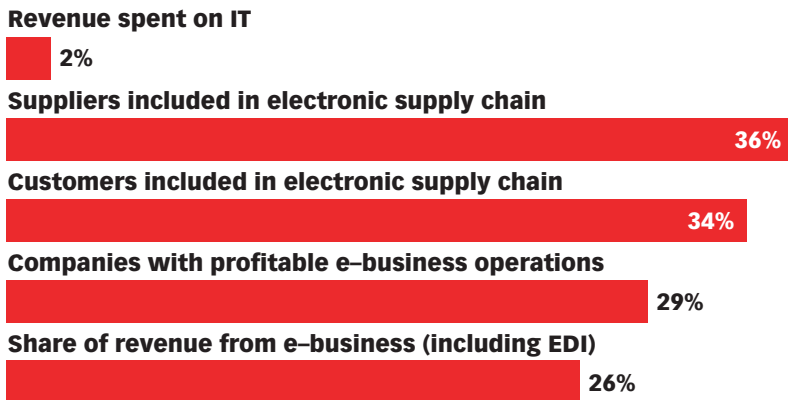 Revenue spent on IT
2%
Suppliers included in electronic supply chain
36%
Customers included in electronic supply chain
34%
Companies with profitable e–business operations
29%
Share of revenue from e–business (including EDI)
26%